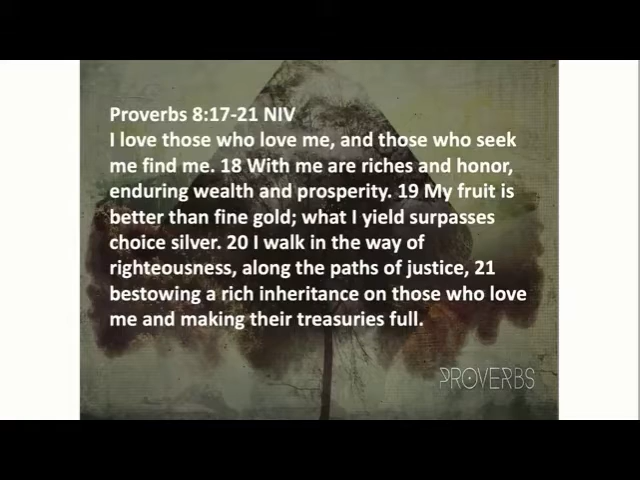 Proverbs 8:17-21 NIV
I love those who love me, and those who seek
me find me. 18 With me are riches and honor,
enduring wealth and prosperity. 19 My fruit is
better than fine gold; what I yield surpasses
choice silver. 20 I walk in the way of
righteousness, along the paths of justice, 21
bestowing a rich inheritance on those who love
me and making their treasuries full.
PROVERBS